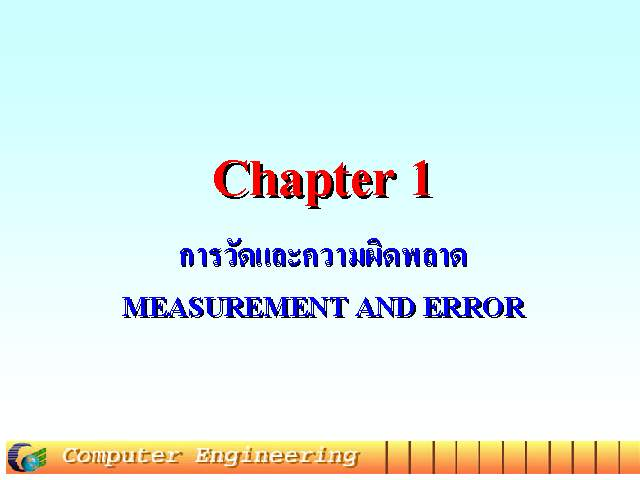 Chapter 1
การวัดและความผิดพลาด
MEASUREMENT AND ERROR
Computer Engineering